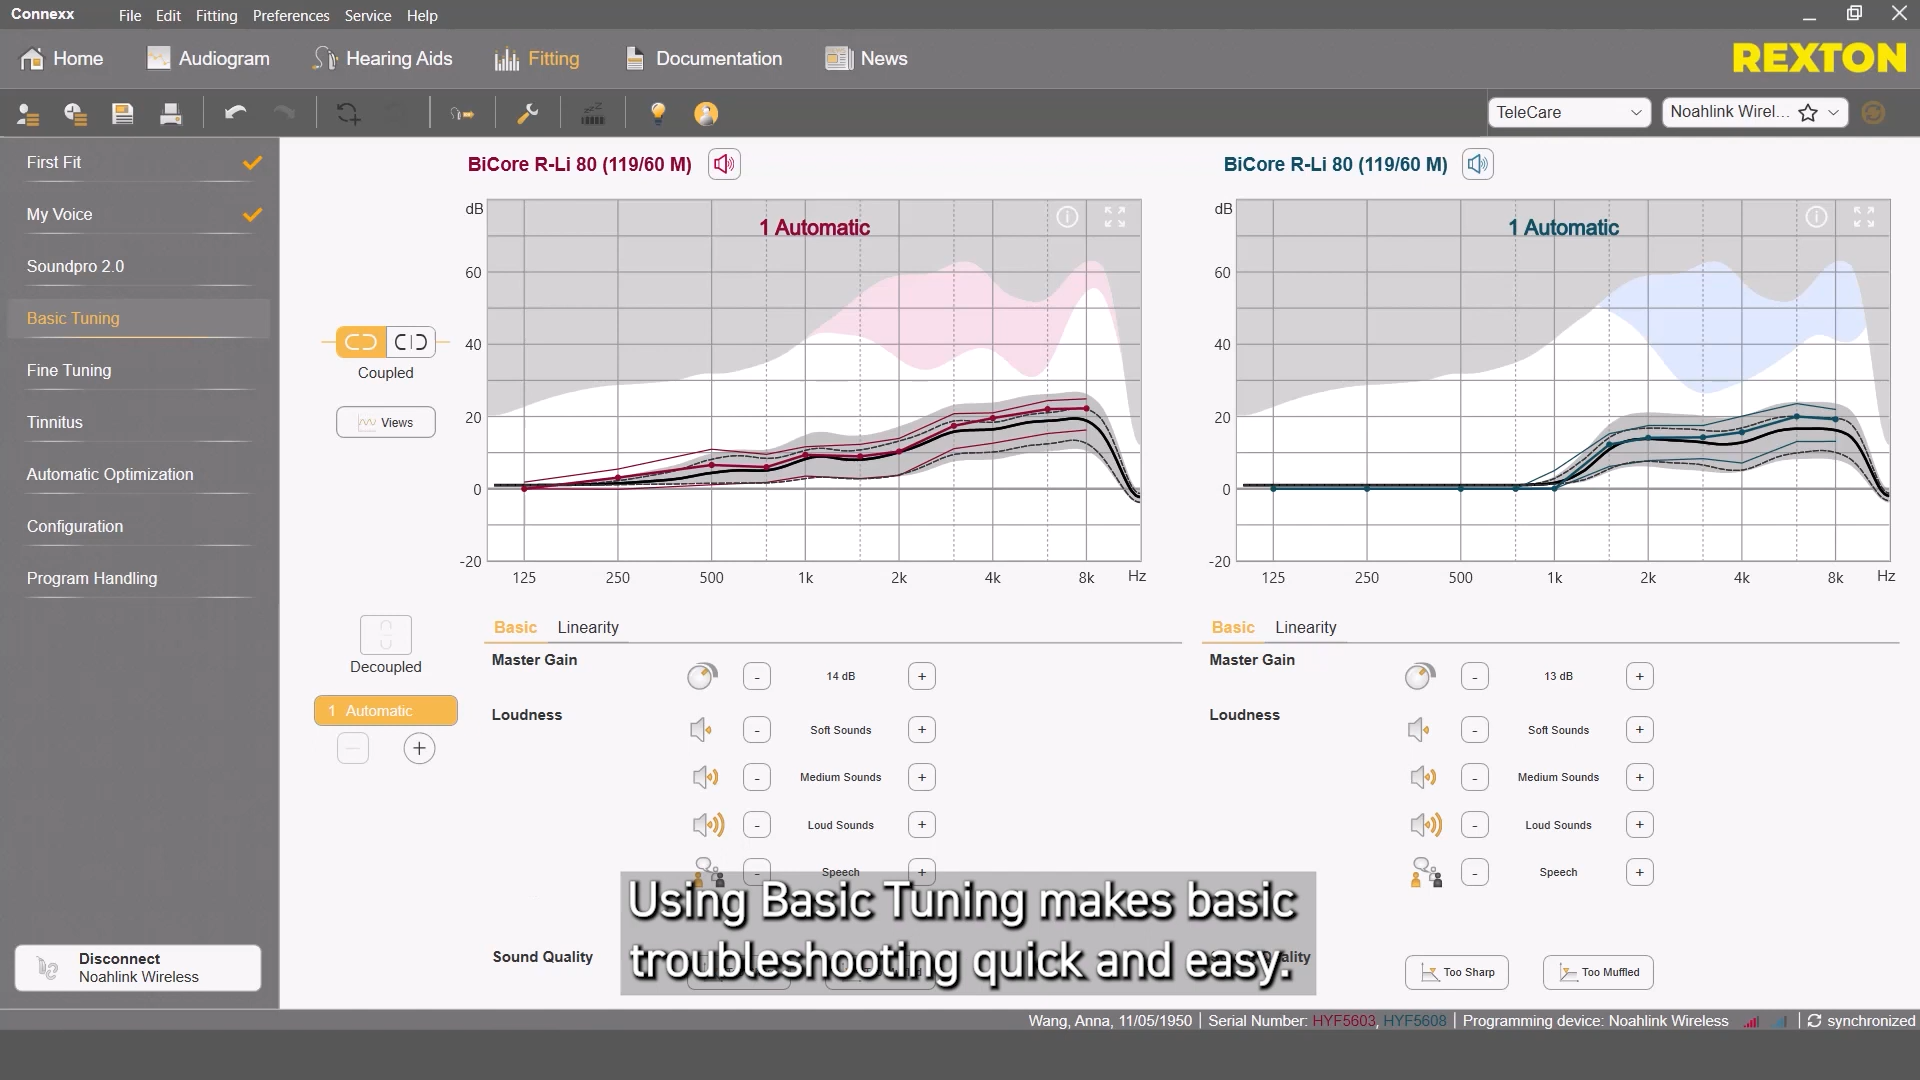 Connexx
File Edit Fitting Preferences Service Help
Home Audiogram Hearing Aids Fitting Documentation News
REXTON
TeleCare Noahlink Wirel...
First Fit
My Voice
Soundpro 2.0
Basic Tuning
Fine Tuning
Tinnitus
Automatic Optimization
Configuration
Program Handling
Disconnect
Noahlink Wireless
Coupled
Views
Decoupled
1 Automatic
BiCore R-Li 80 (119/60 M)
dB
1 Automatic
60
40
20
0
-20
125 250 500 1k 2k 4k 8k Hz
Basic Linearity
Master Gain
- 14 dB +
Loudness
- Soft Sounds +
- Medium Sounds +
- Loud Sounds +
- Speech +
Sound Quality
BiCore R-Li 80 (119/60 M)
dB
1 Automatic
60
40
20
0
-20
125 250 500 1k 2k 4k 8k Hz
Basic Linearity
Master Gain
- 13 dB +
Loudness
- Soft Sounds +
- Medium Sounds +
- Loud Sounds +
- Speech +
Too Sharp Too Muffled
Using Basic Tuning makes basic
troubleshooting quick and easy.
Wang, Anna, 11/05/1950 | Serial Number: HYF5603, HYF5608 | Programming device: Noahlink Wireless | synchronized